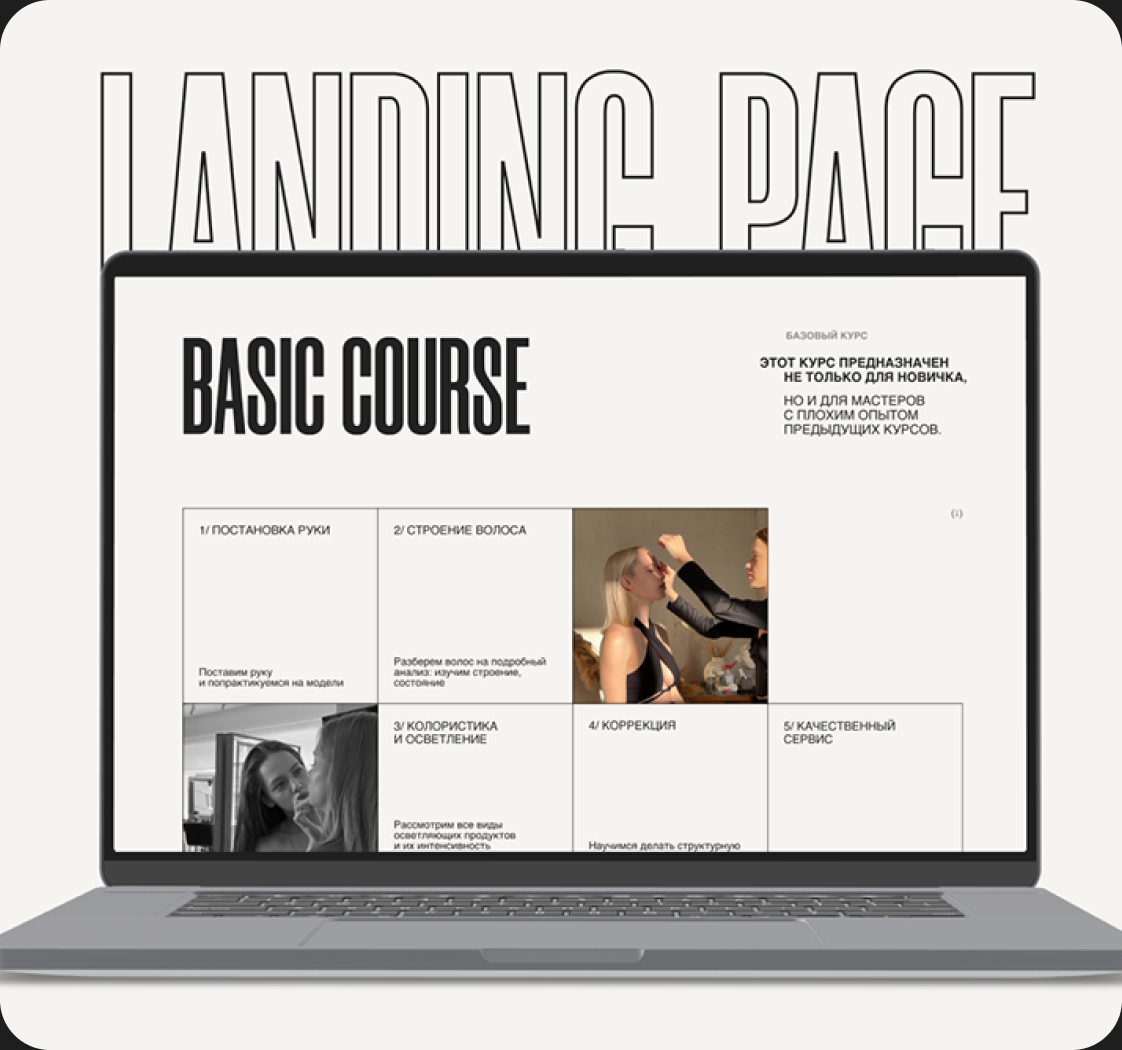 LANDING PAGE
BASIC COURSE
БАЗОВЫЙ КУРС
ЭТОТ КУРС ПРЕДНАЗНАЧЕН
НЕ ТОЛЬКО ДЛЯ НОВИЧКА,
НО И ДЛЯ МАСТЕРОВ
С ПЛОХИМ ОПЫТОМ
ПРЕДЫДУЩИХ КУРСОВ.
(i)
1/ ПОСТАНОВКА РУКИ
Поставим руку
и попрактикуемся на модели
2/ СТРОЕНИЕ ВОЛОСА
Разберем волос на подробный
анализ: изучим строение,
состояние
3/ КОЛОРИСТИКА
И ОСВЕТЛЕНИЕ
Рассмотрим все виды
осветляющих продуктов
и их интенсивность
4/ КОРРЕКЦИЯ
Научимся делать структурную
5/ КАЧЕСТВЕННЫЙ
СЕРВИС